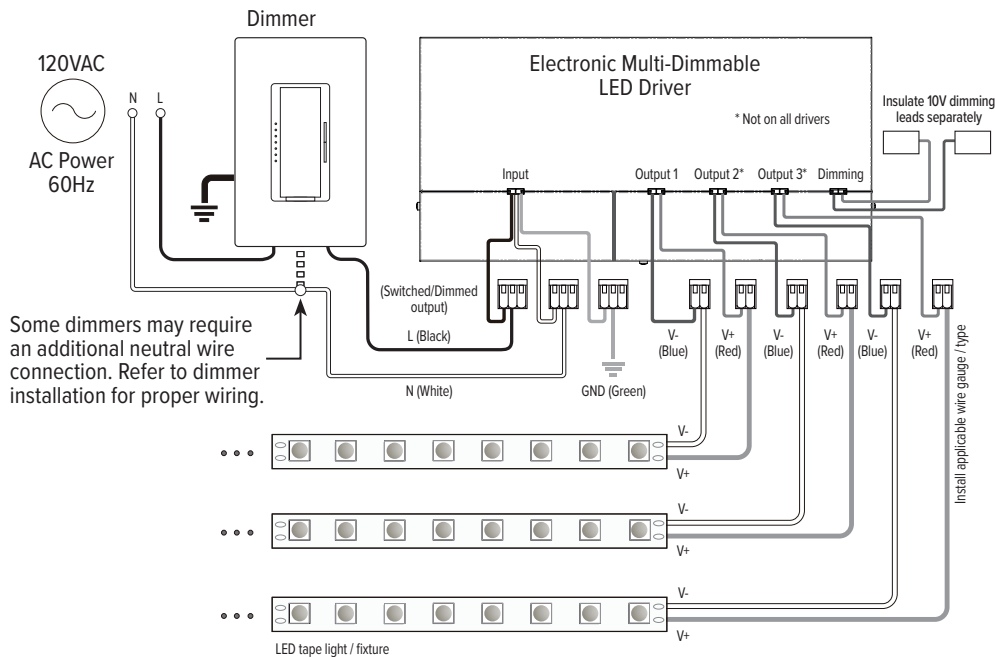 Dimmer
120VAC
N
L
AC Power
60Hz
Electronic Multi-Dimmable
LED Driver
* Not on all drivers
Insulate 10V dimming
leads separately
Input
Output 1
Output 2*
Output 3*
Dimming
(Switched/Dimmed
output)
L (Black)
N (White)
GND (Green)
V-
(Blue)
V+
(Red)
V-
(Blue)
V+
(Red)
V-
(Blue)
V+
(Red)
Install applicable wire gauge / type
Some dimmers may require
an additional neutral wire
connection. Refer to dimmer
installation for proper wiring.
V-
V+
V-
V+
V-
V+
LED tape light / fixture